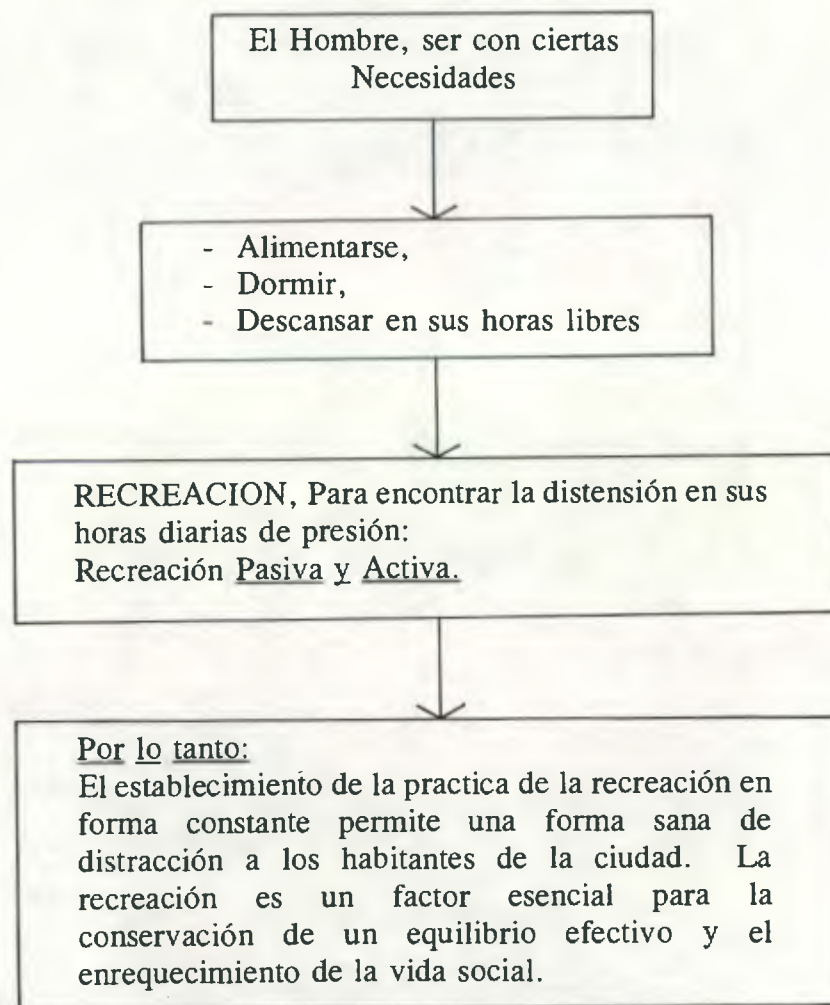 El Hombre, ser con ciertas
Necesidades
- Alimentarse,
- Dormir,
- Descansar en sus horas libres
RECREACION, Para encontrar la distensión en sus
horas diarias de presión:
Recreación Pasiva y Activa.
Por lo tanto:
El establecimiento de la practica de la recreación en
forma constante permite una forma sana de
distracción a los habitantes de la ciudad. La
recreación es un factor esencial para la
conservación de un equilibrio efectivo y el
enrequecimiento de la vida social.